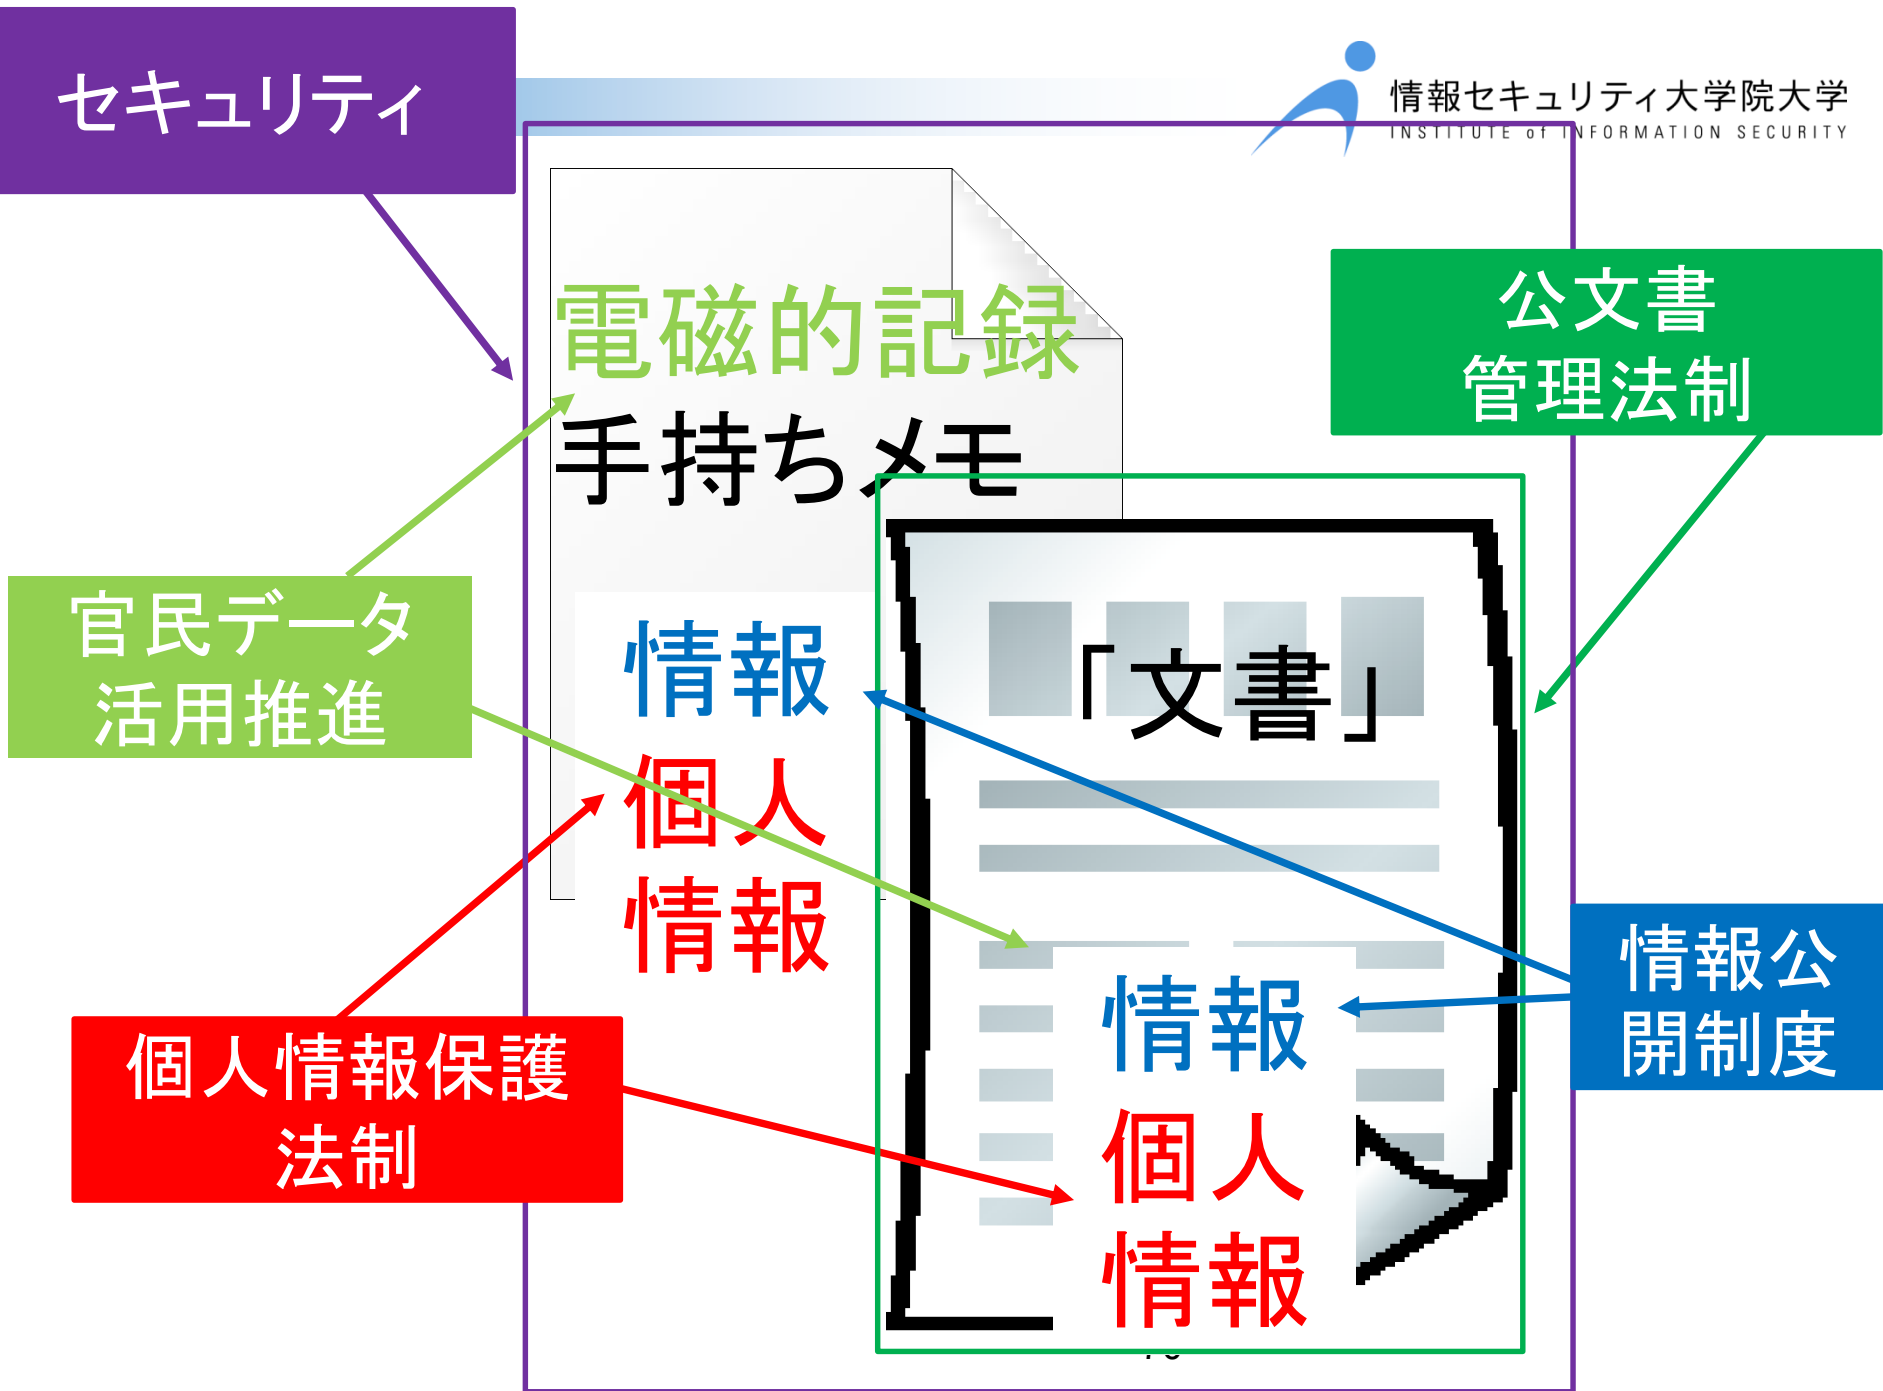 セキュリティ
情報セキュリティ大学院大学
INSTITUTE of INFORMATION SECURITY
電磁的記録
手持ちメモ
公文書
管理法制
官民データ
活用推進
情報
個人
情報
「文書」
情報公
開制度
個人情報保護
法制
情報
個人
情報